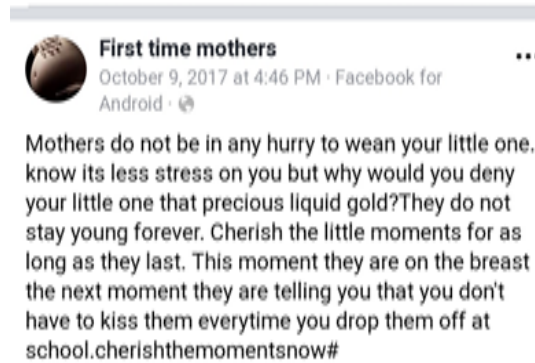 First time mothers
October 9, 2017 at 4:46 PM · Facebook for
Android ·
Mothers do not be in any hurry to wean your little one.
know its less stress on you but why would you deny
your little one that precious liquid gold?They do not
stay young forever. Cherish the little moments for as
long as they last. This moment they are on the breast
the next moment they are telling you that you don't
have to kiss them everytime you drop them off at
school.cherishthemomentsnow#